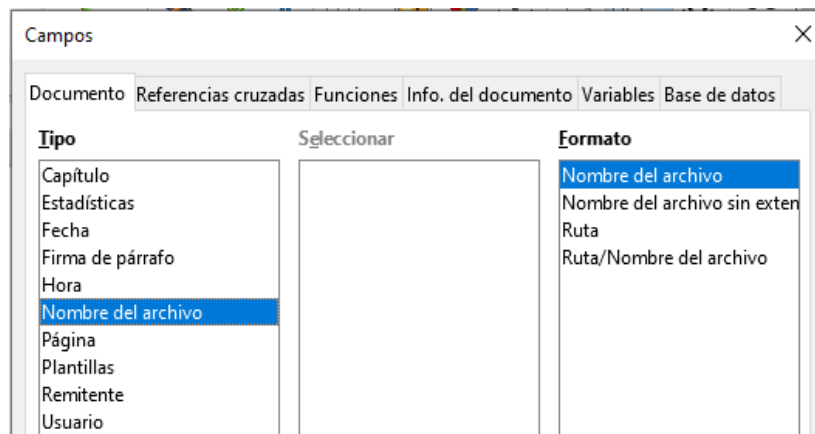 Campos
Documento Referencias cruzadas Funciones Info. del documento Variables Base de datos
Tipo
Capítulo
Estadísticas
Fecha
Firma de párrafo
Hora
Nombre del archivo
Página
Plantillas
Remitente
Usuario
Seleccionar
Formato
Nombre del archivo
Nombre del archivo sin exten
Ruta
Ruta/Nombre del archivo